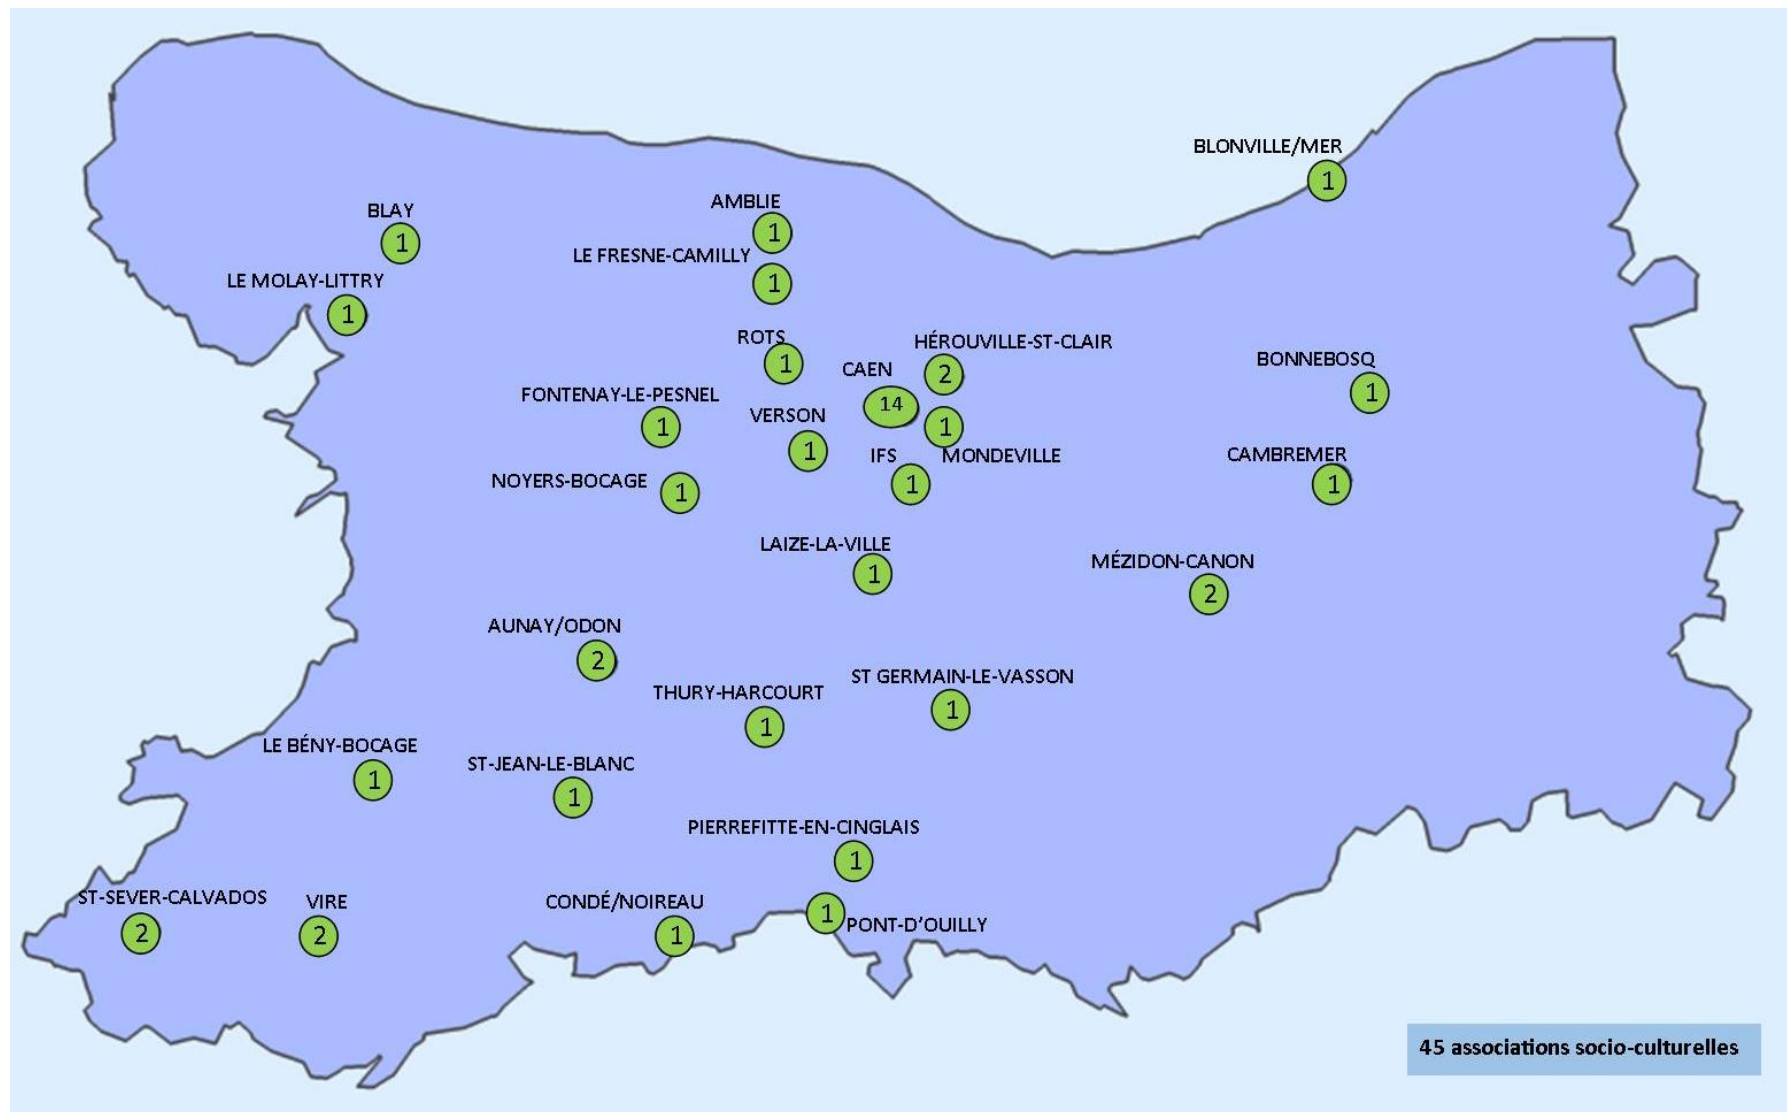 BLONVILLE/MER
1
AMBLIE
1
BLAY
1
LE FRESNE-CAMILLY
1
LE MOLAY-LITTRY
1
ROTS
1
HÉROUVILLE-ST-CLAIR
2
CAEN
14
BONNEBOSQ
1
FONTENAY-LE-PESNEL
1
VERSON
1
1
MONDEVILLE
IFS
1
CAMBREMER
1
NOYERS-BOCAGE
1
LAIZE-LA-VILLE
1
MÉZIDON-CANON
2
AUNAY/ODON
2
ST GERMAIN-LE-VASSON
1
THURY-HARCOURT
1
LE BÉNY-BOCAGE
1
ST-JEAN-LE-BLANC
1
PIERREFITTE-EN-CINGLAIS
1
ST-SEVER-CALVADOS
2
VIRE
2
CONDÉ/NOIREAU
1
1
PONT-D’OUILLY
45 associations socio-culturelles